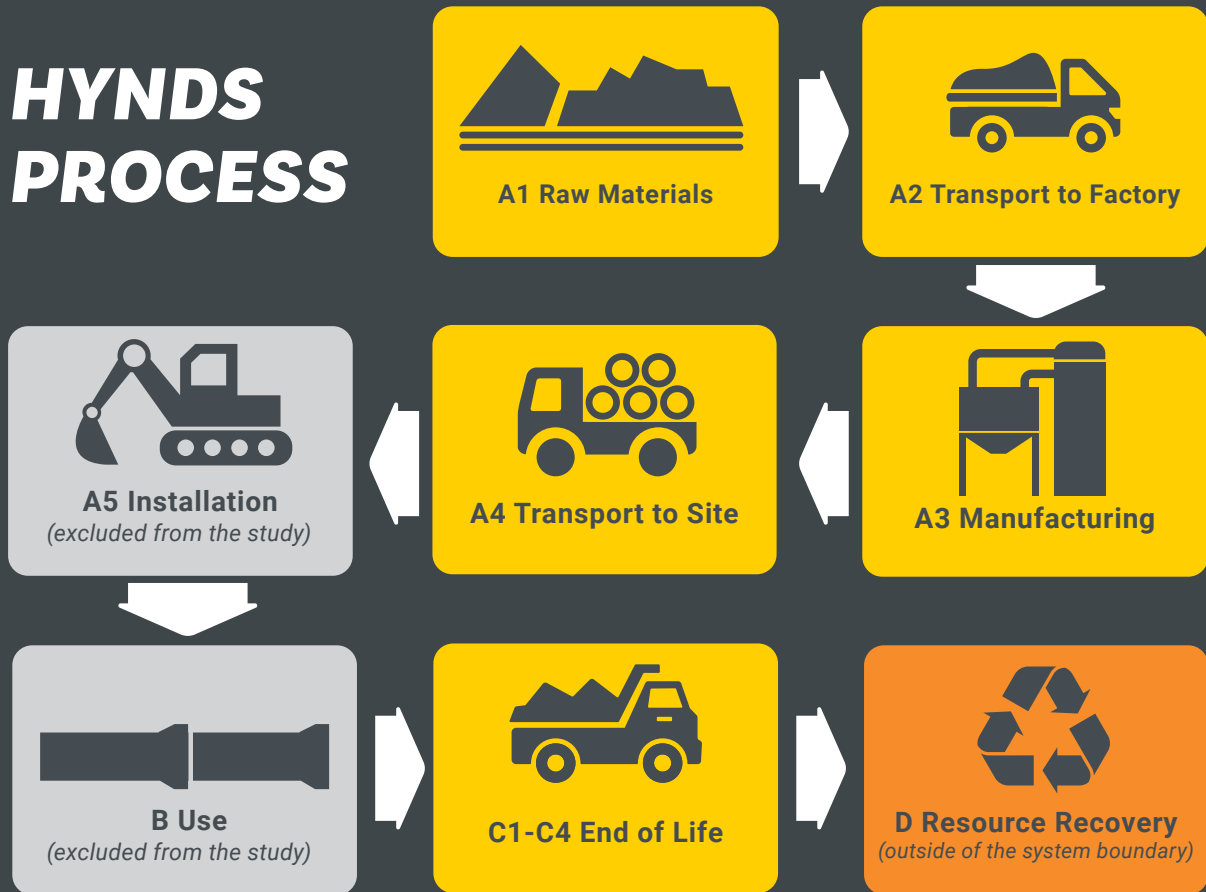 HYNDS
PROCESS
A1 Raw Materials
A2 Transport to Factory
A3 Manufacturing
A4 Transport to Site
A5 Installation
(excluded from the study)
B Use
(excluded from the study)
C1-C4 End of Life
D Resource Recovery
(outside of the system boundary)